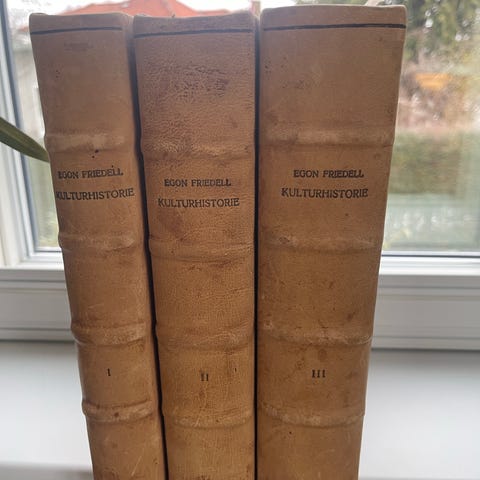 EGON FRIEDELL
KULTURHISTORIE
I
EGON FRIEDELL
KULTURHISTORIE
II
EGON FRIEDELL
KULTURHISTORIE
III